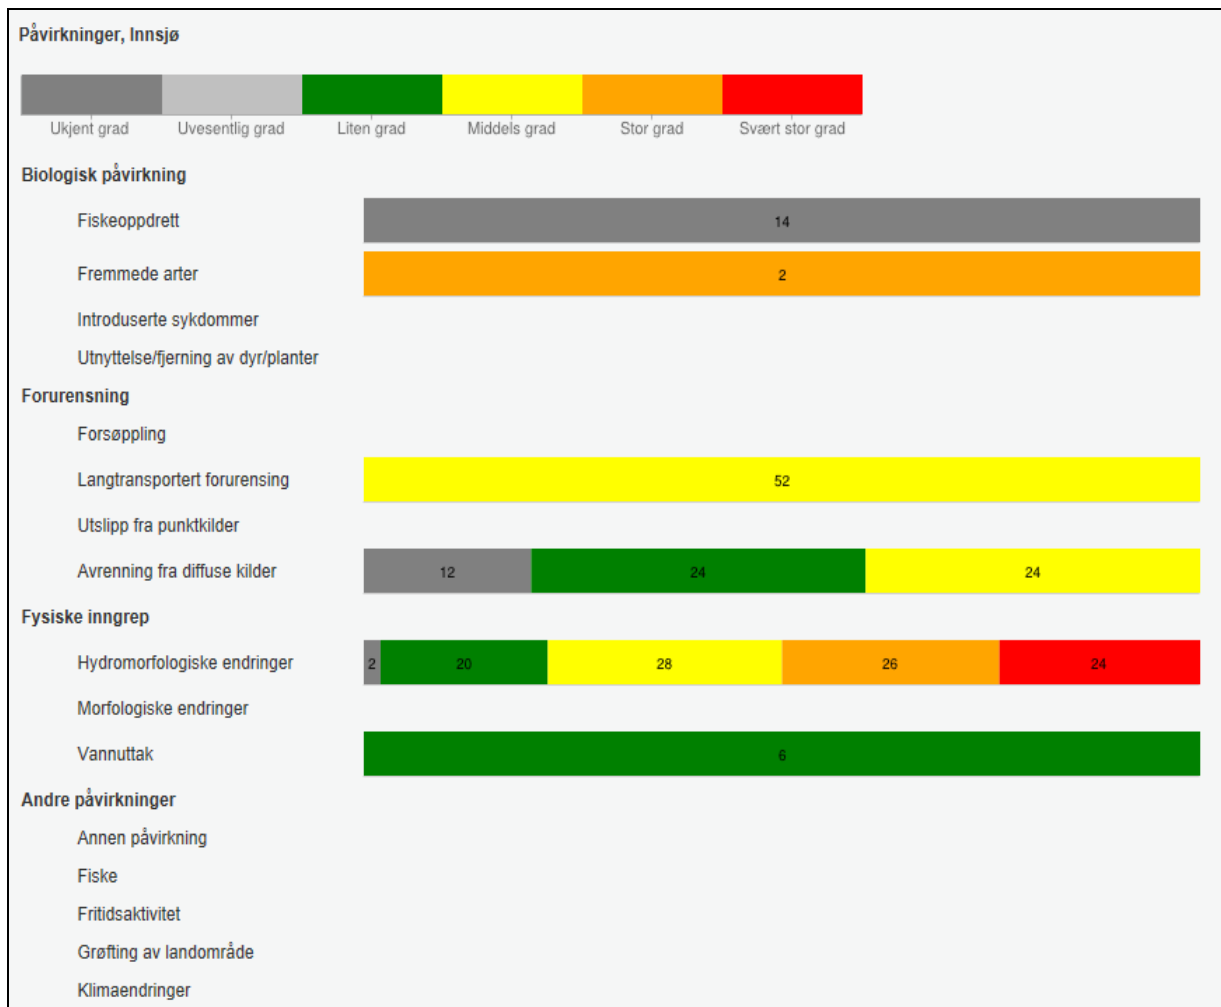 Påvirkninger, Innsjø
Ukjent grad Uvesentlig grad Liten grad Middels grad Stor grad Svært stor grad
Biologisk påvirkning
Fiskeoppdrett 14
Fremmede arter 2
Introduserte sykdommer
Utnyttelse/fjerning av dyr/planter
Forurensning
Forsøppling
Langtransportert forurensing 52
Utslipp fra punktkilder
Avrenning fra diffuse kilder 12 24 24
Fysiske inngrep
Hydromorfologiske endringer 2 20 28 26 24
Morfologiske endringer
Vannuttak 6
Andre påvirkninger
Annen påvirkning
Fiske
Fritidsaktivitet
Grøfting av landområde
Klimaendringer